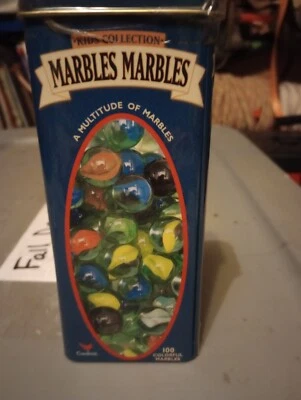 KIDS COLLECTION
MARBLES MARBLES
A MULTITUDE OF MARBLES
Fall
Cardinal
100
COLORFUL
MARBLES